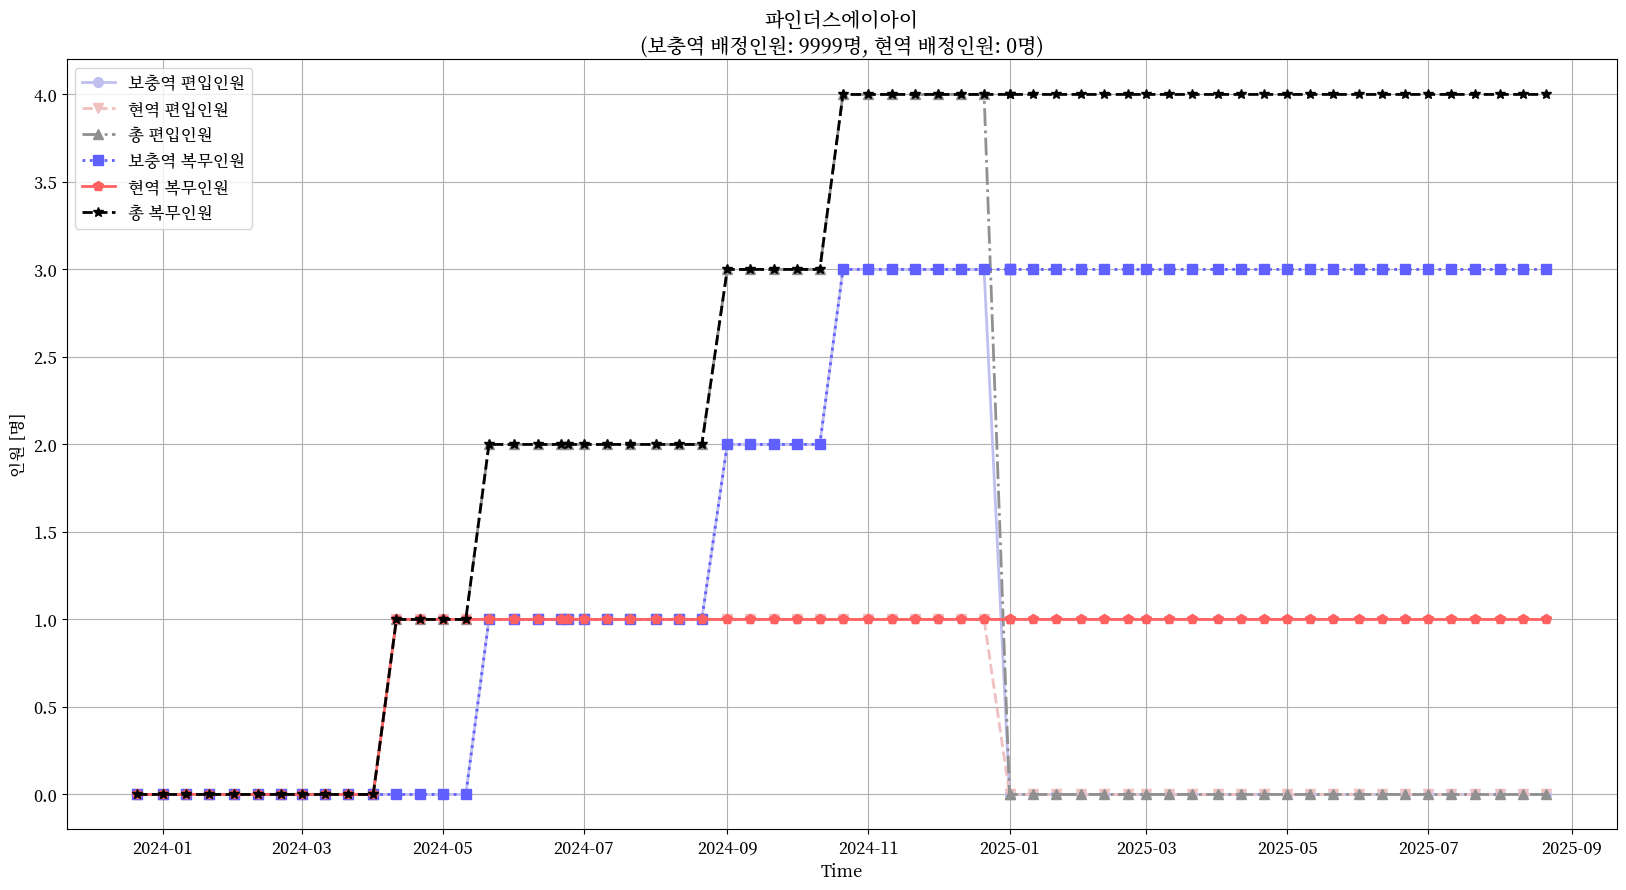 파인더스에이아이
(보충역 배정인원: 9999명, 현역 배정인원: 0명)
보충역 편입인원
현역 편입인원
총 편입인원
보충역 복무인원
현역 복무인원
총 복무인원
인원 [명]
4.0
3.5
3.0
2.5
2.0
1.5
1.0
0.5
0.0
2024-01
2024-03
2024-05
2024-07
2024-09
2024-11
2025-01
2025-03
2025-05
2025-07
2025-09
Time